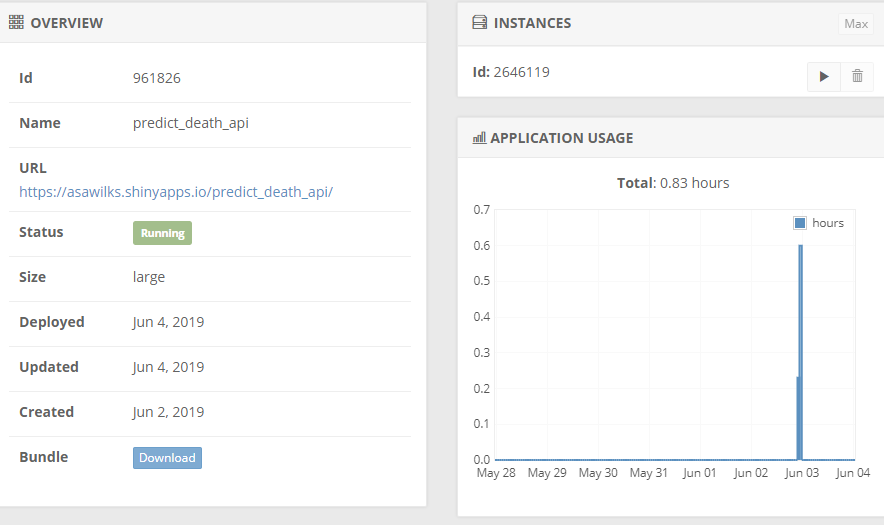 OVERVIEW
Id 961826
Name predict_death_api
URL
https://asawilks.shinyapps.io/predict_death_api/
Status Running
Size large
Deployed Jun 4, 2019
Updated Jun 4, 2019
Created Jun 2, 2019
Bundle Download
INSTANCES Max
Id: 2646119
APPLICATION USAGE
Total: 0.83 hours
hours
0.7
0.6
0.5
0.4
0.3
0.2
0.1
0.0
May 28 May 29 May 30 May 31 Jun 01 Jun 02 Jun 03 Jun 04